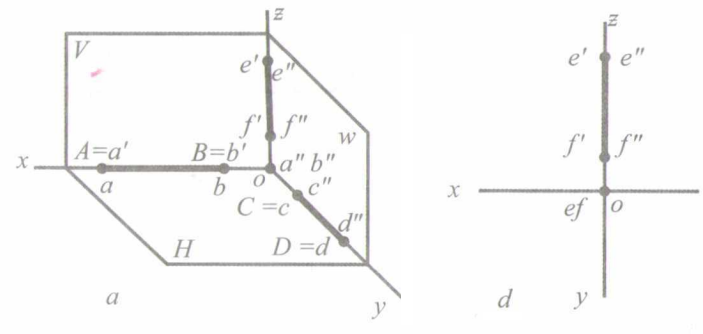 z
V
e' e"
w
f' f"
A=a' B=b'
x
a b o a" b"
C =c c"
d"
H D =d
a y
z
e' e"
f' f"
x
ef o
d y